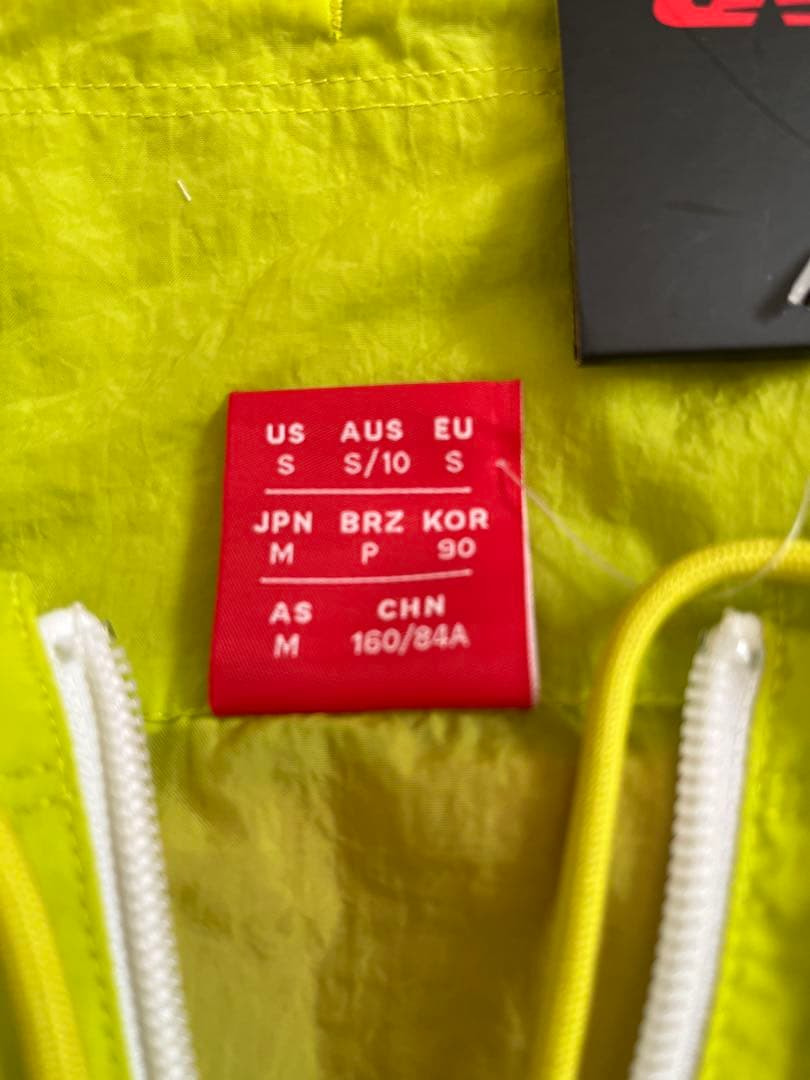 US AUS EU
S S/10 S
JPN BRZ KOR
M P 90
AS CHN
M 160/84A